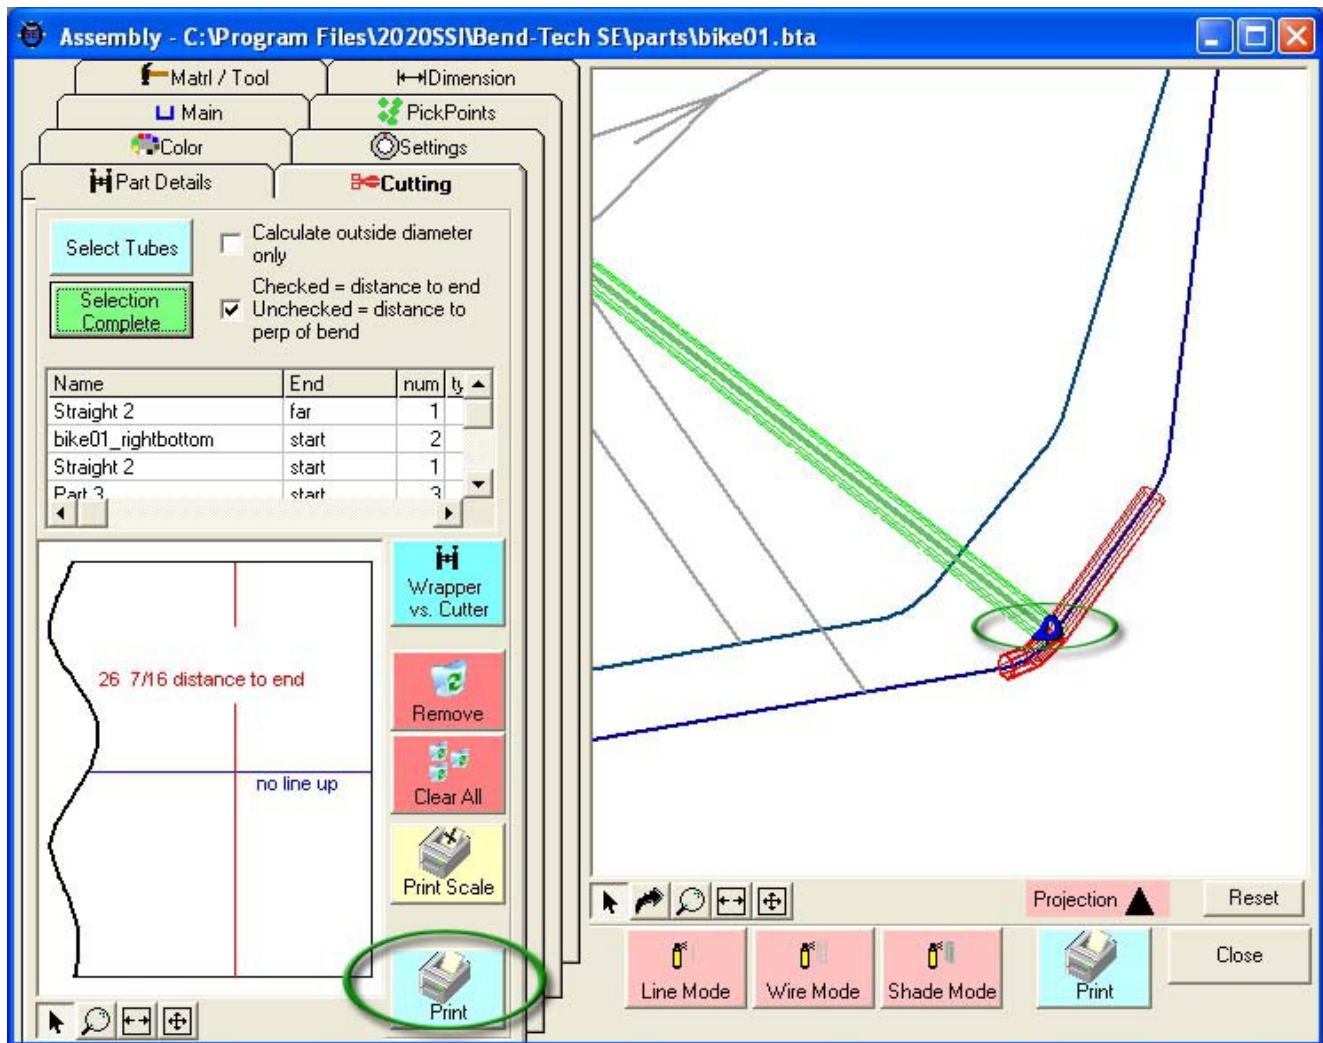 Assembly - C:\Program Files\2020SSI\Bend-Tech SE\parts\bike01.bta
Matrl / Tool
Dimension
Main
PickPoints
Color
Settings
Part Details
Cutting
Select Tubes
Calculate outside diameter
only
Selection
Complete
Checked = distance to end
Unchecked = distance to
perp of bend
Name End num ty
Straight 2 far 1
bike01_rightbottom start 2
Straight 2 start 1
Part 3 start 3
26 7/16 distance to end
no line up
Wrapper
vs. Cutter
Remove
Clear All
Print Scale
Print
Projection
Reset
Line Mode
Wire Mode
Shade Mode
Print
Close